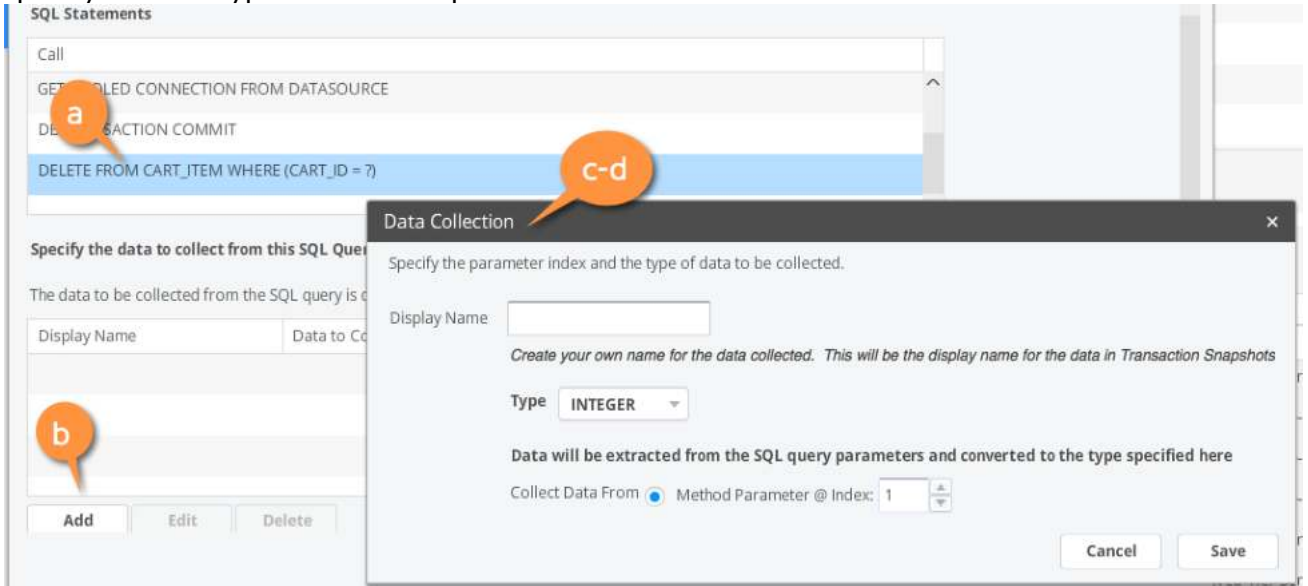 SQL Statements
Call
GET POOLED CONNECTION FROM DATASOURCE
a
TRANSACTION COMMIT
DELETE FROM CART_ITEM WHERE (CART_ID = ?)
c-d
Data Collection
Specify the data to collect from this SQL Quer
Specify the parameter index and the type of data to be collected.
The data to be collected from the SQL query is
Display Name
Display Name Data to Co
Create your own name for the data collected. This will be the display name for the data in Transaction Snapshots
Type INTEGER
b
Data will be extracted from the SQL query parameters and converted to the type specified here
Collect Data From Method Parameter @ Index: 1
Add Edit Delete
Cancel Save